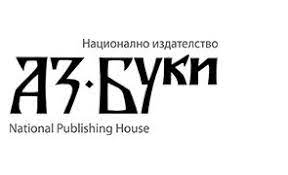 Национално издателство
АЗ·БУКИ
National Publishing House